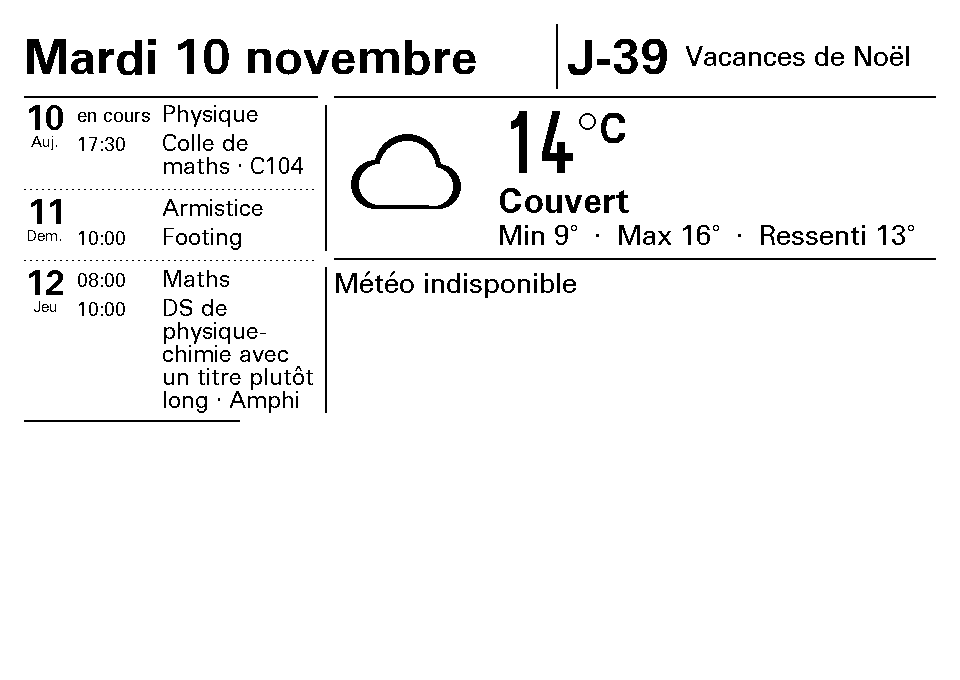 Mardi 10 novembre
J-39 Vacances de Noël
10 en cours Physique
Auj. 17:30 Colle de
maths · C104
11 Armistice
Dem. 10:00 Footing
12 08:00 Maths
Jeu 10:00 DS de
physique-
chimie avec
un titre plutôt
long · Amphi
14 °C
Couvert
Min 9° · Max 16° · Ressenti 13°
Météo indisponible